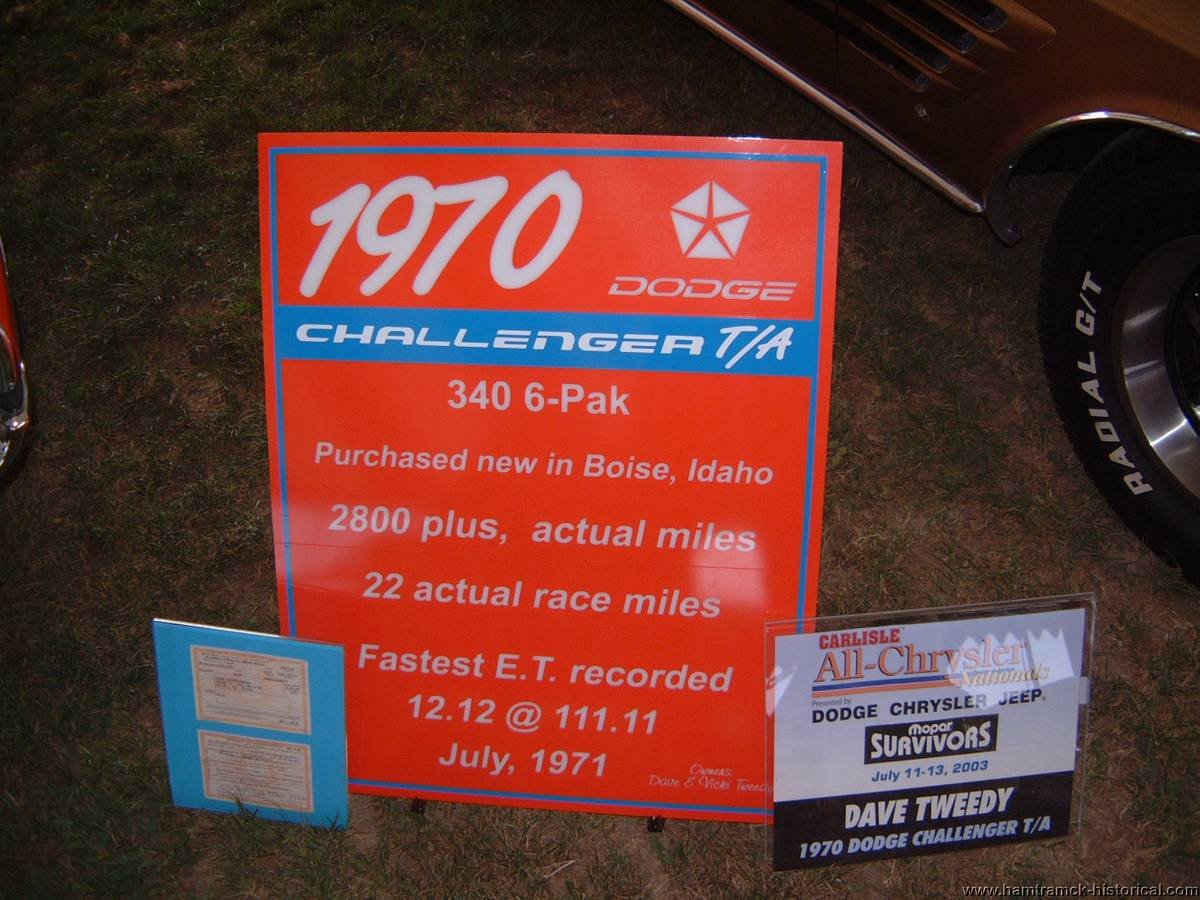 1970
DODGE
CHALLENGER T/A
340 6-Pak
Purchased new in Boise, Idaho
2800 plus, actual miles
22 actual race miles
Fastest E.T. recorded
12.12 @ 111.11
July, 1971
Owners:
Dave & Vicki
RADIAL G/T
CARLISLE
All-Chrysler
Nationals
Presented by
DODGE CHRYSLER JEEP®
Mopar
SURVIVORS
July 11-13, 2003
DAVE TWEEDY
1970 DODGE CHALLENGER T/A
www.hamtramck-historical.com